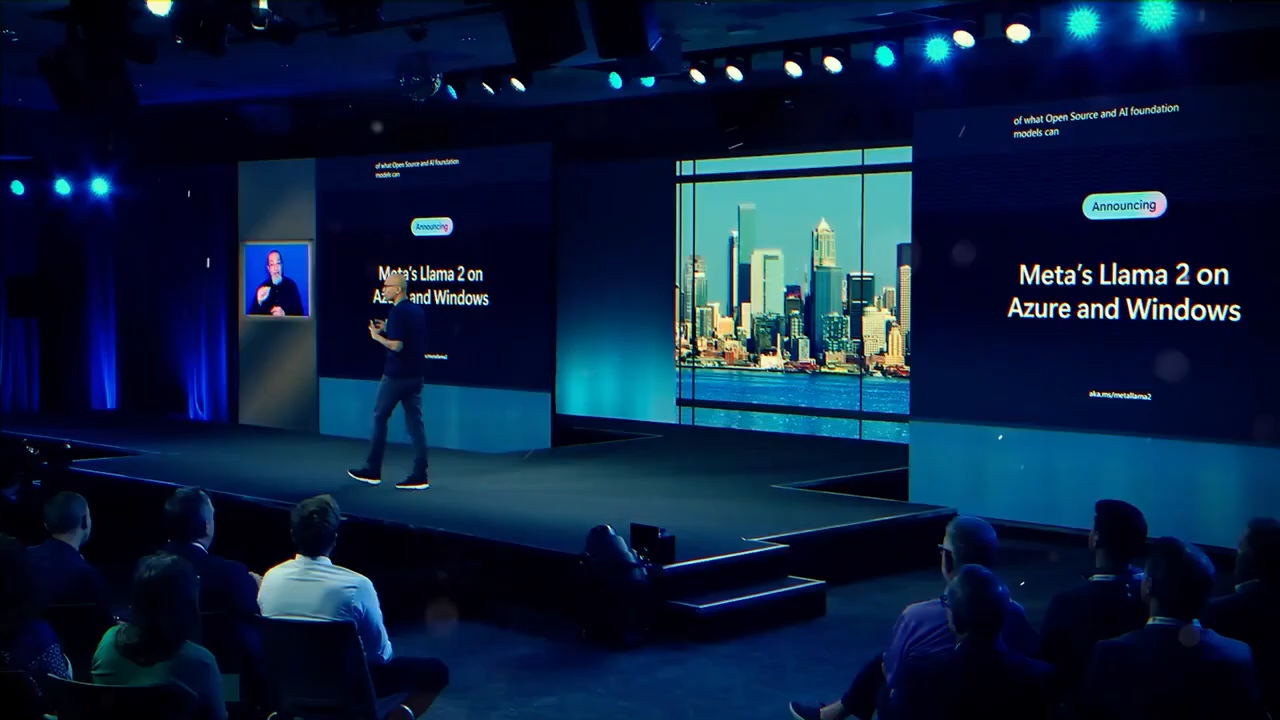 of what Open Source and AI foundation
models can
Announcing
Meta's Llama 2 on
and Windows
of what Open Source and AI foundation
models can
Announcing
Meta's Llama 2 on
Azure and Windows
aka.ms/metallama2